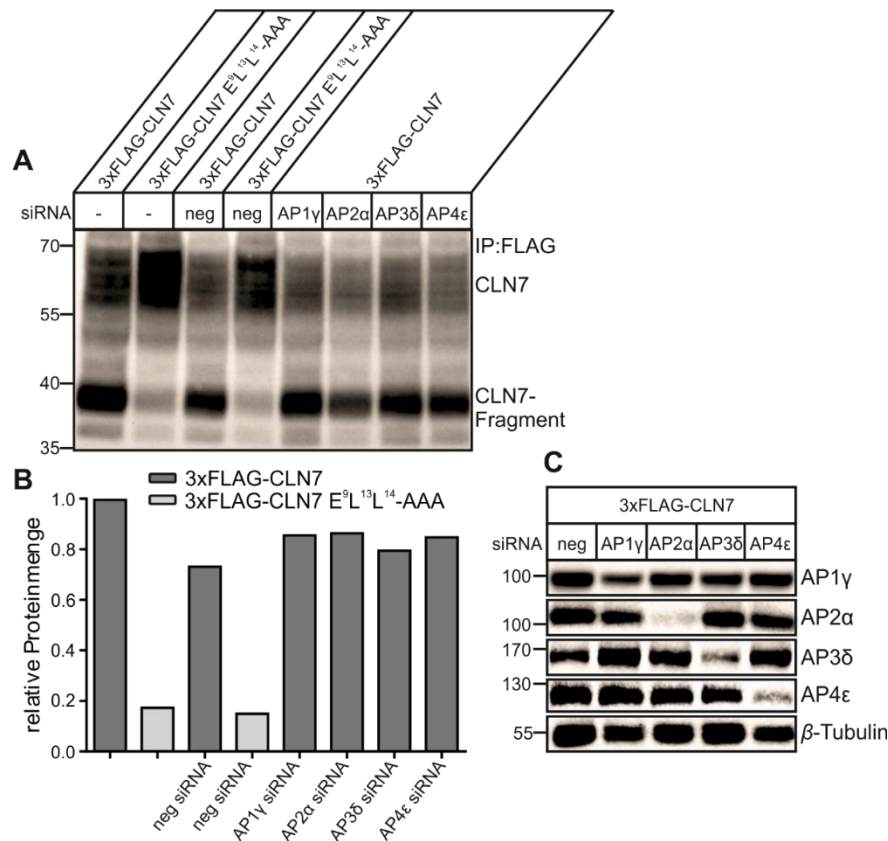 3xFLAG-CLN7
3xFLAG-CLN7 E⁹L¹³L¹⁴-AAA
3xFLAG-CLN7
3xFLAG-CLN7 E⁹L¹³L¹⁴-AAA
3xFLAG-CLN7
A
siRNA - - neg neg AP1γ AP2α AP3δ AP4ε
70 IP:FLAG
CLN7
55
40
CLN7-
Fragment
35
B
3xFLAG-CLN7
3xFLAG-CLN7 E⁹L¹³L¹⁴-AAA
relative Proteinmenge
1.0
0.8
0.6
0.4
0.2
0.0
neg siRNA
neg siRNA
AP1γ siRNA
AP2α siRNA
AP3δ siRNA
AP4ε siRNA
C
3xFLAG-CLN7
siRNA neg AP1γ AP2α AP3δ AP4ε
100 AP1γ
100 AP2α
170 AP3δ
130 AP4ε
55 β-Tubulin